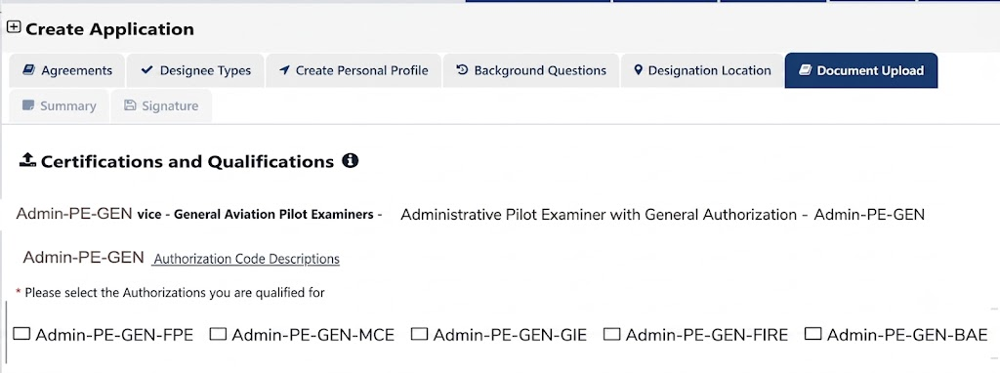 Create Application
Agreements Designee Types Create Personal Profile Background Questions Designation Location Document Upload
Summary Signature
Certifications and Qualifications
Admin-PE-GEN vice - General Aviation Pilot Examiners - Administrative Pilot Examiner with General Authorization - Admin-PE-GEN
Admin-PE-GEN Authorization Code Descriptions
* Please select the Authorizations you are qualified for
Admin-PE-GEN-FPE Admin-PE-GEN-MCE Admin-PE-GEN-GIE Admin-PE-GEN-FIRE Admin-PE-GEN-BAE